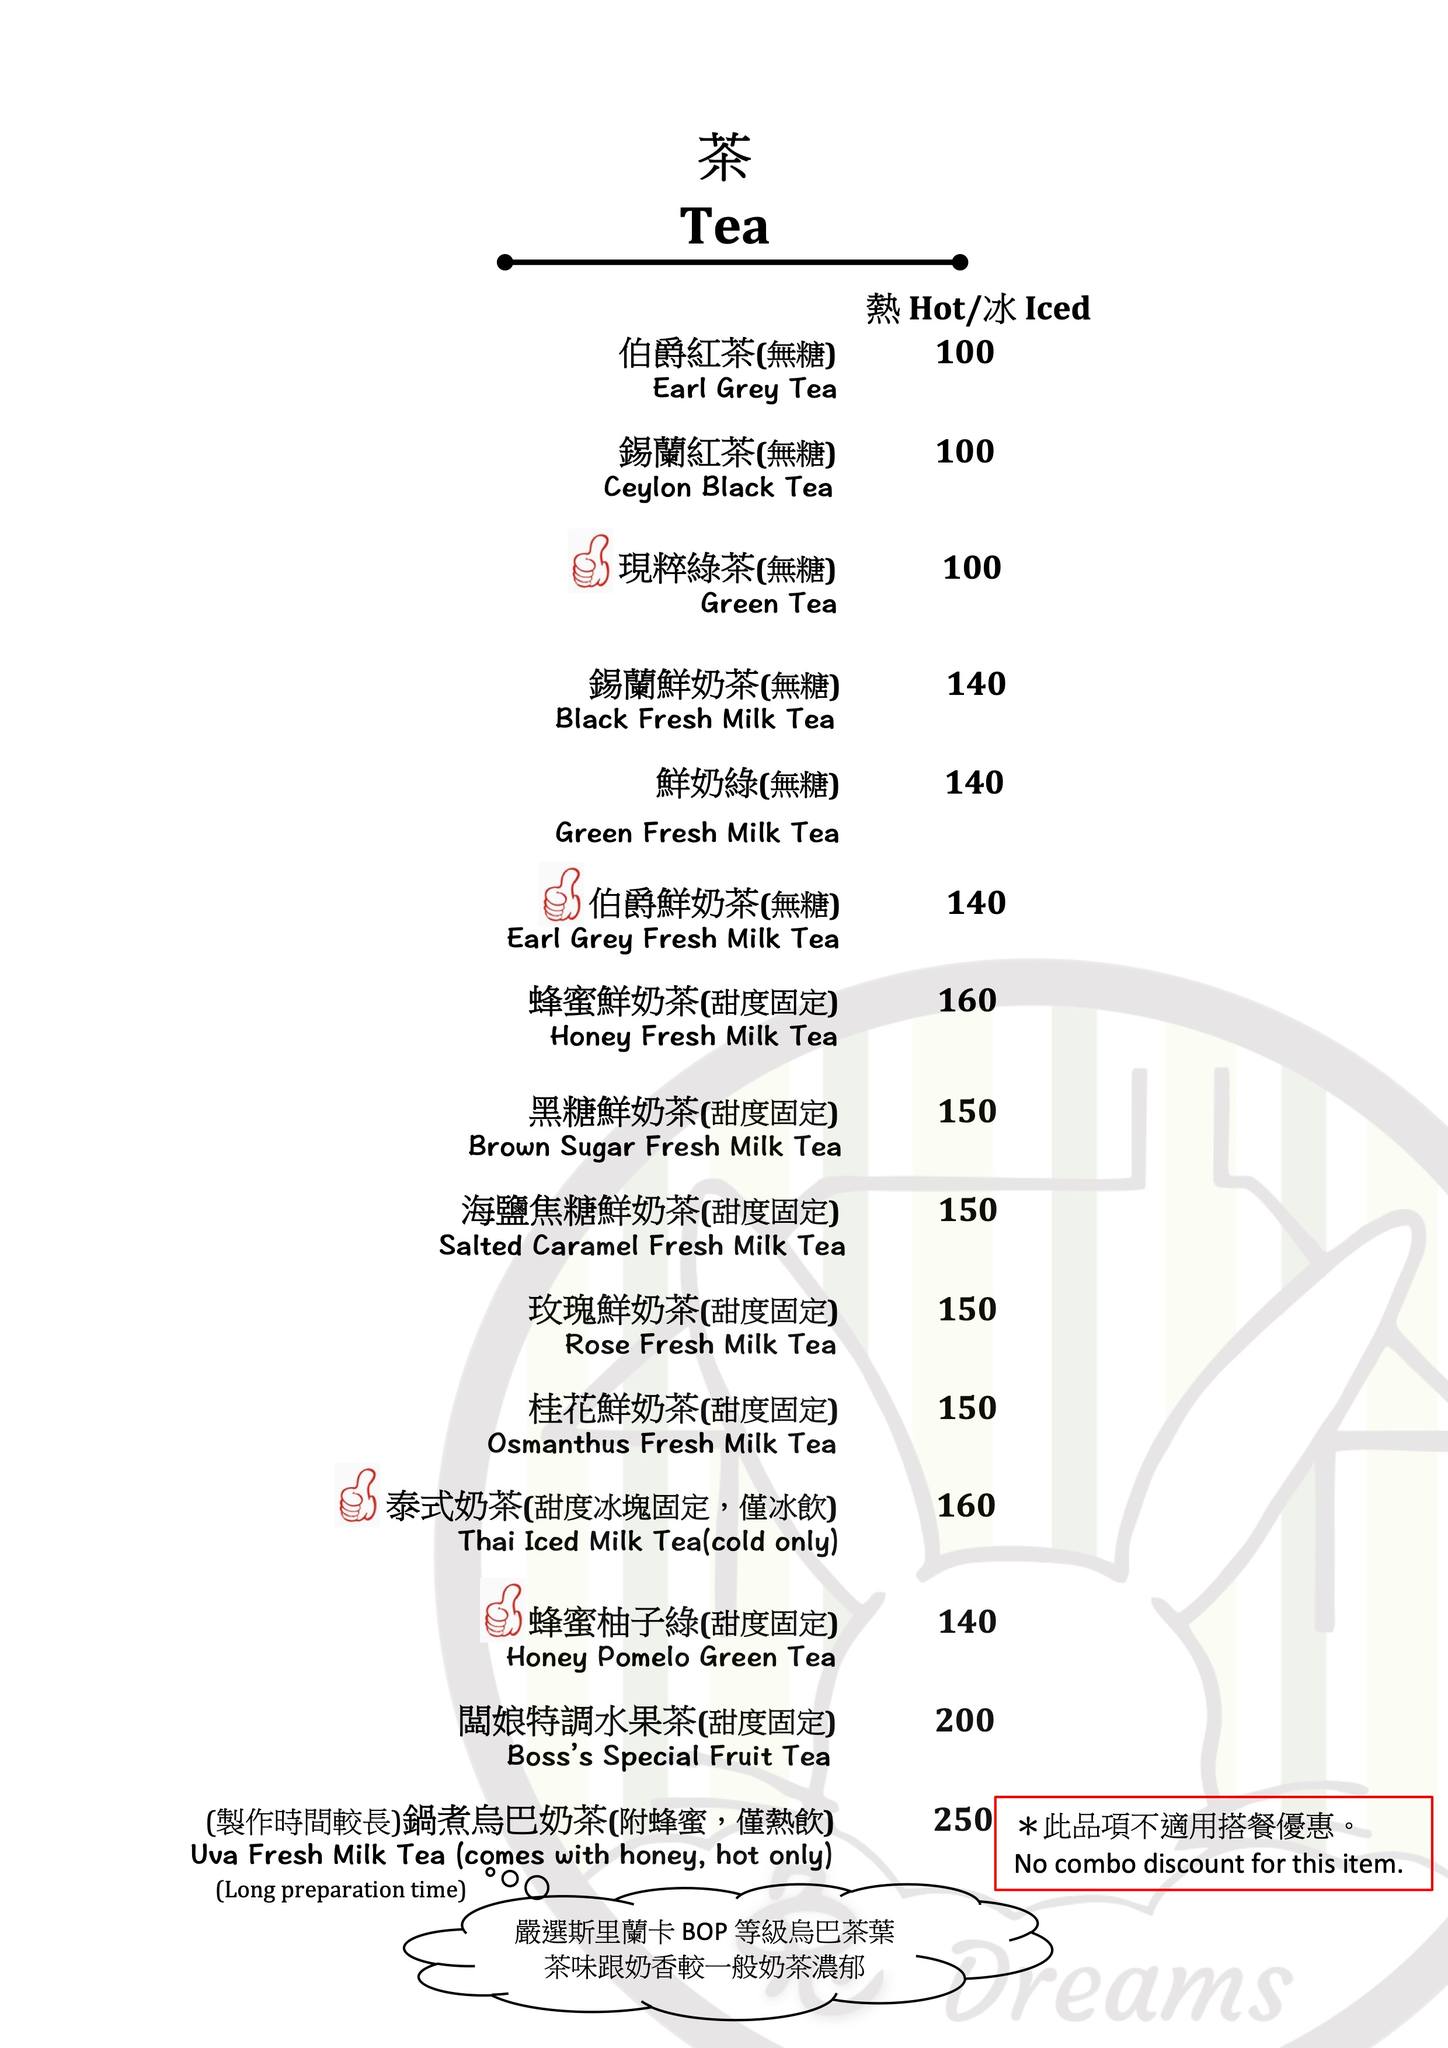 茶
Tea
熱 Hot/冰 Iced
伯爵紅茶(無糖) 100
Earl Grey Tea
錫蘭紅茶(無糖) 100
Ceylon Black Tea
現粹綠茶(無糖) 100
Green Tea
錫蘭鮮奶茶(無糖) 140
Black Fresh Milk Tea
鮮奶綠(無糖) 140
Green Fresh Milk Tea
伯爵鮮奶茶(無糖) 140
Earl Grey Fresh Milk Tea
蜂蜜鮮奶茶(甜度固定) 160
Honey Fresh Milk Tea
黑糖鮮奶茶(甜度固定) 150
Brown Sugar Fresh Milk Tea
海鹽焦糖鮮奶茶(甜度固定) 150
Salted Caramel Fresh Milk Tea
玫瑰鮮奶茶(甜度固定) 150
Rose Fresh Milk Tea
桂花鮮奶茶(甜度固定) 150
Osmanthus Fresh Milk Tea
泰式奶茶(甜度冰塊固定，僅冰飲) 160
Thai Iced Milk Tea(cold only)
蜂蜜柚子綠(甜度固定) 140
Honey Pomelo Green Tea
闆娘特調水果茶(甜度固定) 200
Boss's Special Fruit Tea
(製作時間較長)鍋煮烏巴奶茶(附蜂蜜，僅熱飲) 250
Uva Fresh Milk Tea (comes with honey, hot only)
(Long preparation time)
＊此品項不適用搭餐優惠。
No combo discount for this item.
嚴選斯里蘭卡 BOP 等級烏巴茶葉
茶味跟奶香較一般奶茶濃郁
Dreams